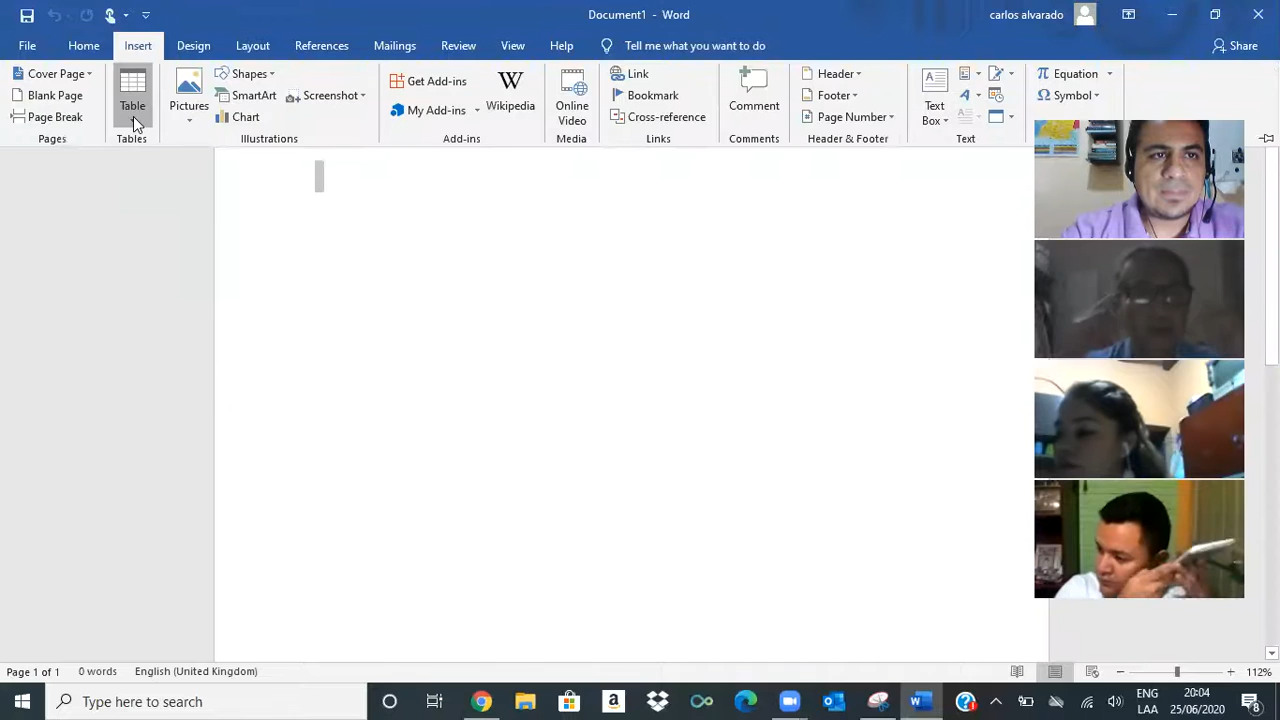 Document1 - Word
carlos alvarado
File Home Insert Design Layout References Mailings Review View Help Tell me what you want to do Share
Cover Page
Blank Page
Page Break
Pages
Table
Tables
Pictures
Shapes
SmartArt
Chart
Screenshot
Illustrations
Get Add-ins
My Add-ins
W
Wikipedia
Add-ins
Online
Video
Media
Link
Bookmark
Cross-reference
Links
Comment
Comments
Header
Footer
Page Number
Header & Footer
Text
Box
Text
Equation
Symbol
Page 1 of 1 0 words English (United Kingdom) 112%
Type here to search
ENG
LAA
20:04
25/06/2020
8